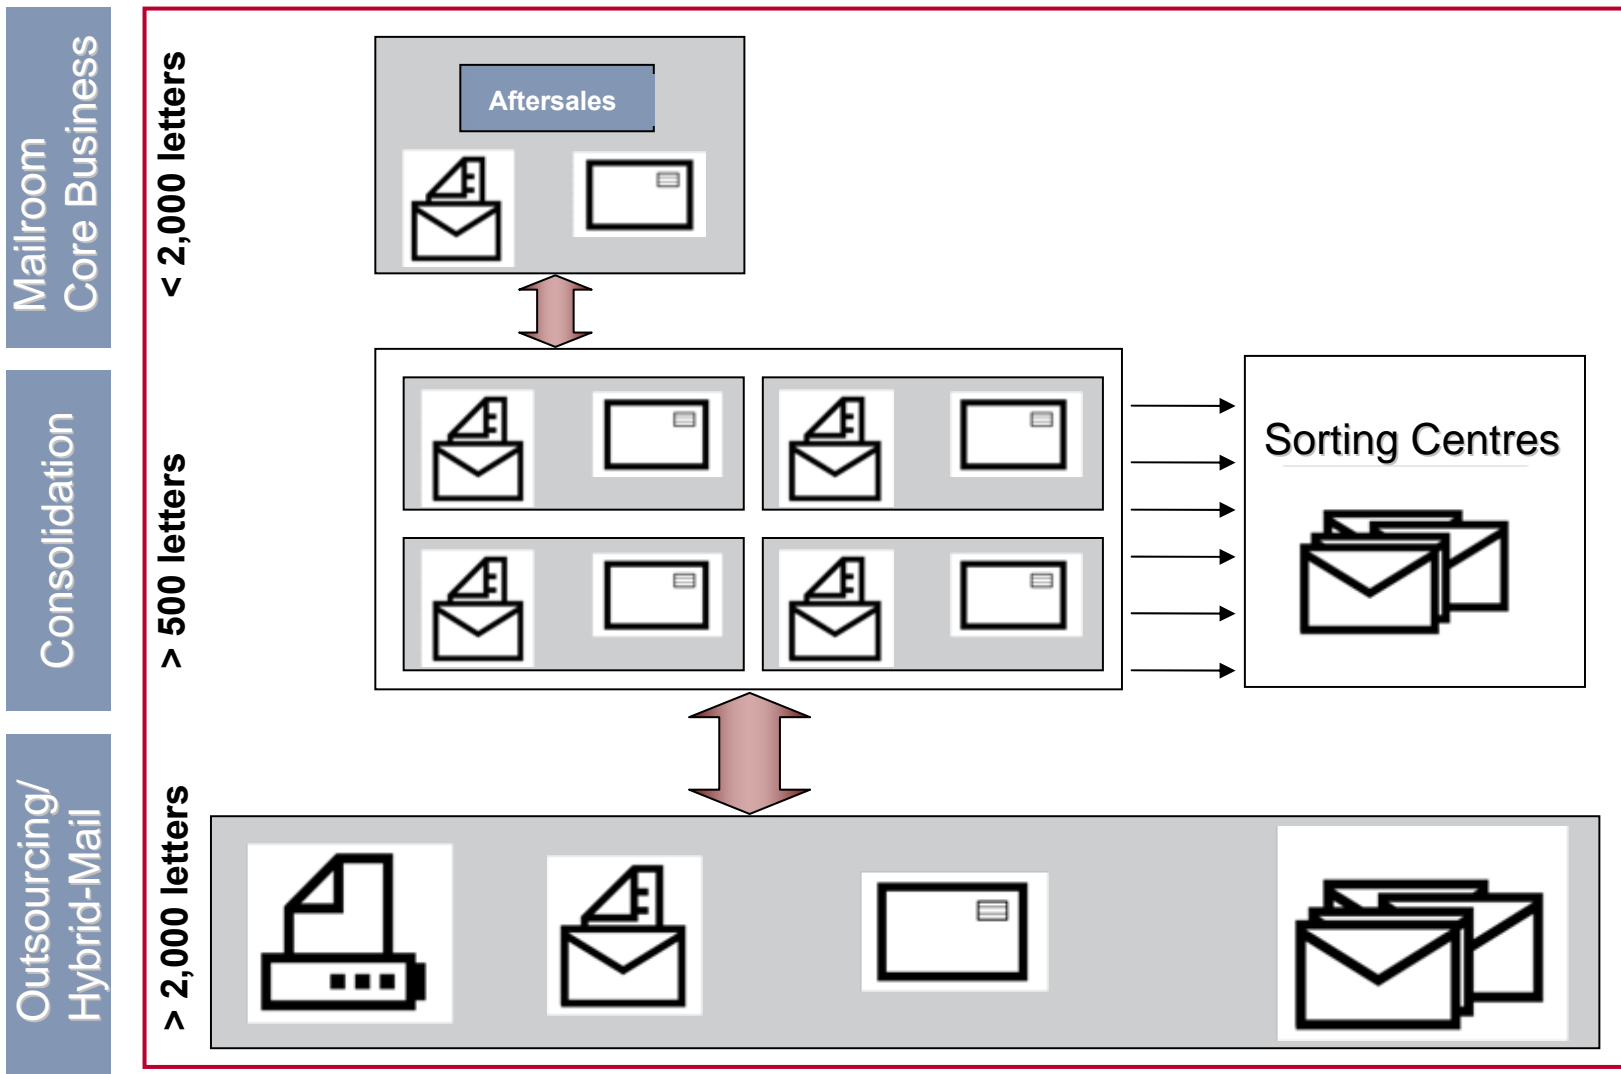 Mailroom
Core Business
< 2,000 letters
Aftersales
Consolidation
> 500 letters
Sorting Centres
Outsourcing/
Hybrid-Mail
> 2,000 letters